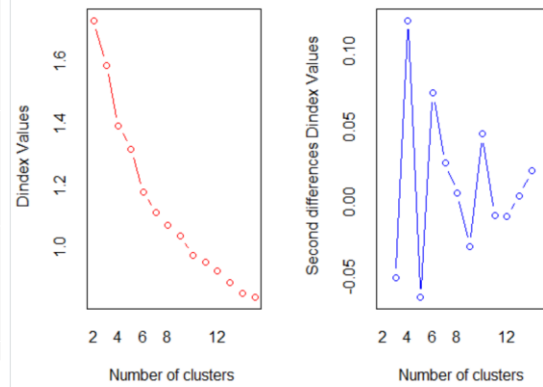 Dindex Values
1.0 1.2 1.4 1.6
2 4 6 8 12
Number of clusters
Second differences Dindex Values
-0.05 0.00 0.05 0.10
2 4 6 8 12
Number of clusters